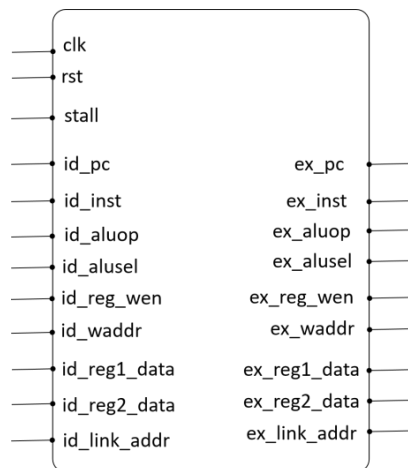 clk
rst
stall
id_pc
ex_pc
id_inst
ex_inst
id_aluop
ex_aluop
id_alusel
ex_alusel
id_reg_wen
ex_reg_wen
id_waddr
ex_waddr
id_reg1_data
ex_reg1_data
id_reg2_data
ex_reg2_data
id_link_addr
ex_link_addr